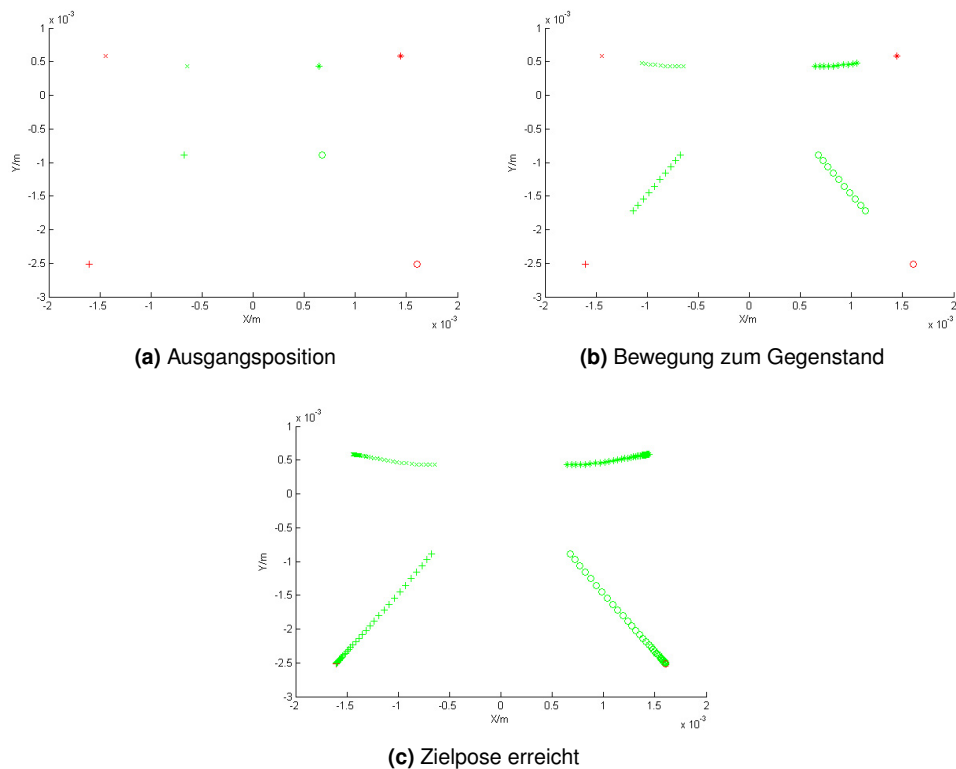 x 10⁻³
1
0.5
0
-0.5
-1
-1.5
-2
-2.5
-3
Y/m
-2 -1.5 -1 -0.5 0 0.5 1 1.5 2
X/m
x 10⁻³
(a) Ausgangsposition
x 10⁻³
1
0.5
0
-0.5
-1
-1.5
-2
-2.5
-3
Y/m
-2 -1.5 -1 -0.5 0 0.5 1 1.5 2
X/m
x 10⁻³
(b) Bewegung zum Gegenstand
x 10⁻³
1
0.5
0
-0.5
-1
-1.5
-2
-2.5
-3
Y/m
-2 -1.5 -1 -0.5 0 0.5 1 1.5 2
X/m
x 10⁻³
(c) Zielpose erreicht